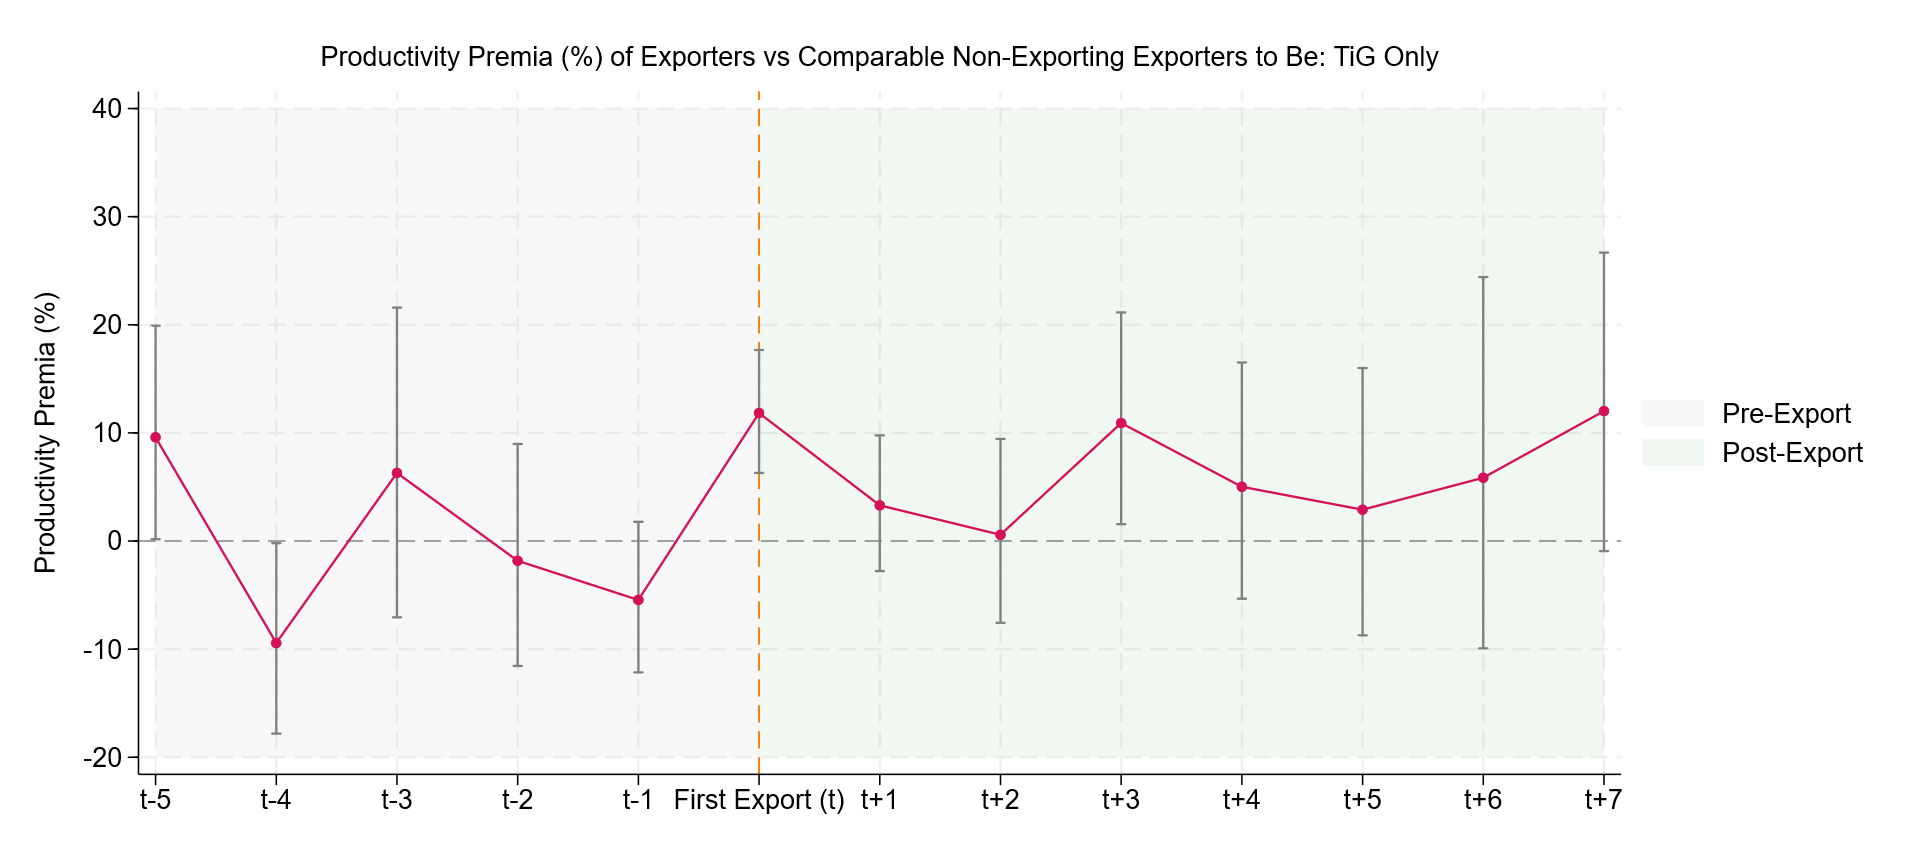 Productivity Premia (%) of Exporters vs Comparable Non-Exporting Exporters to Be: TiG Only
Productivity Premia (%)
40
30
20
10
0
-10
-20
t-5 t-4 t-3 t-2 t-1 First Export (t) t+1 t+2 t+3 t+4 t+5 t+6 t+7
Pre-Export
Post-Export